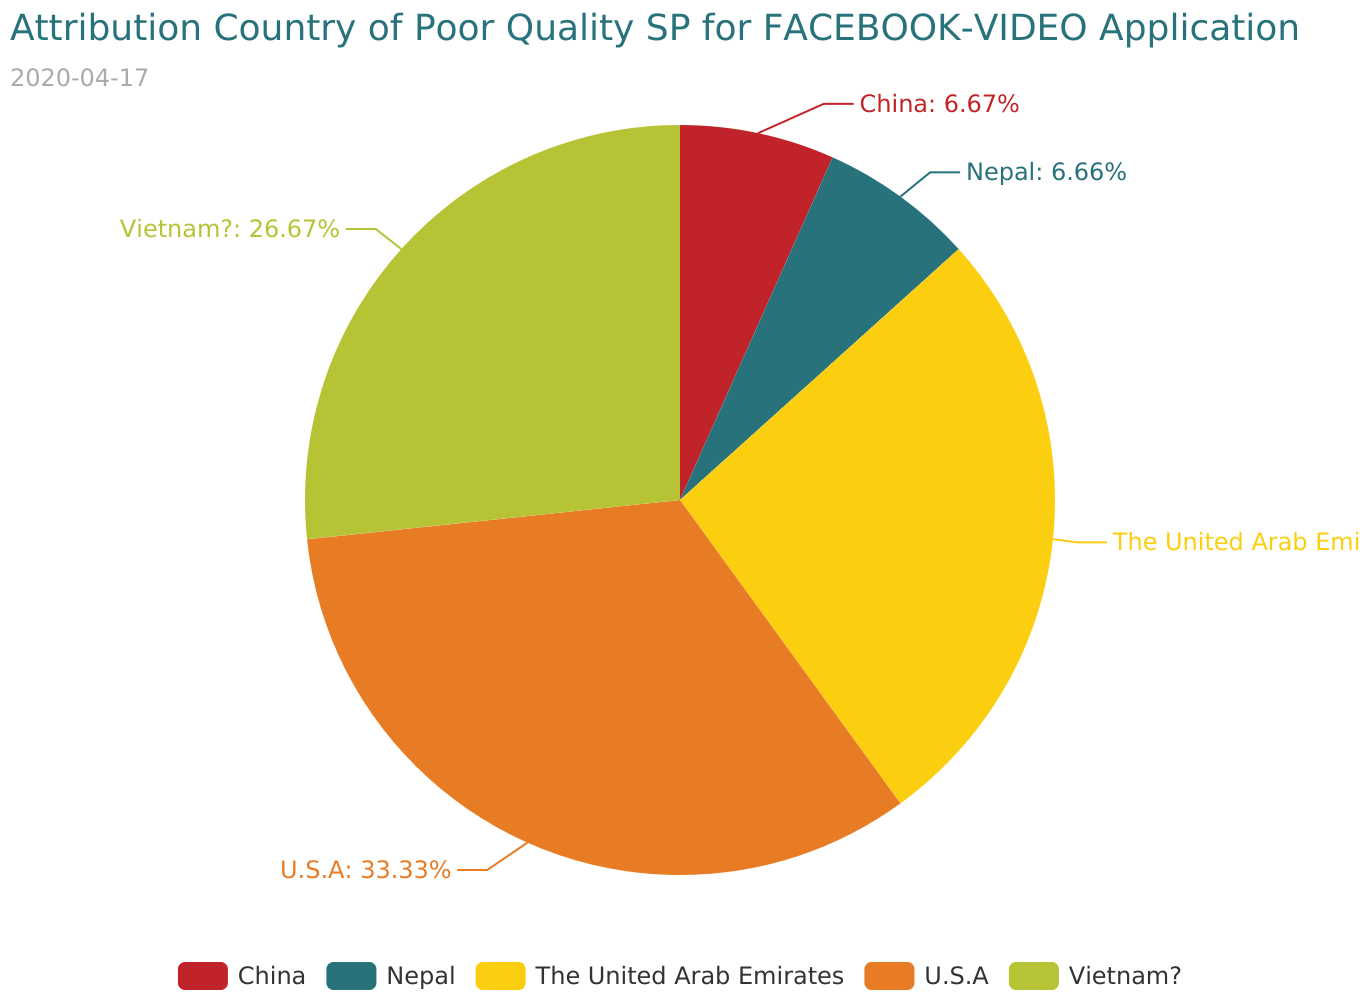 Attribution Country of Poor Quality SP for FACEBOOK-VIDEO Application
2020-04-17
China: 6.67%
Nepal: 6.66%
Vietnam?: 26.67%
The United Arab Emi
U.S.A: 33.33%
China Nepal The United Arab Emirates U.S.A Vietnam?